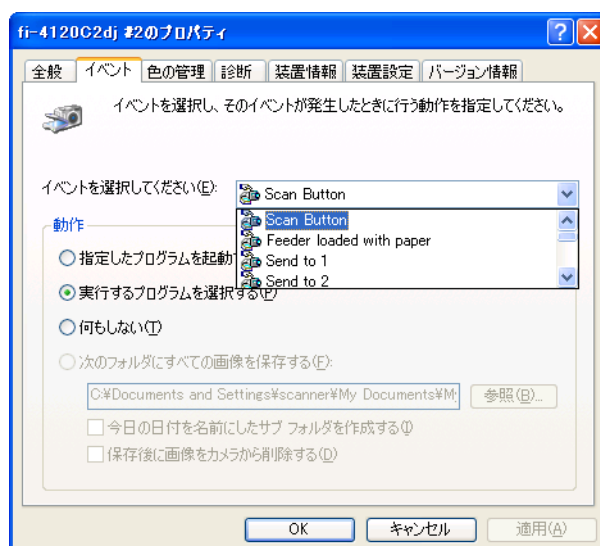 fi-4120C2dj #2のプロパティ
全般 イベント 色の管理 診断 装置情報 装置設定 バージョン情報
イベントを選択し、そのイベントが発生したときに行う動作を指定してください。
イベントを選択してください(E): Scan Button
Scan Button
Feeder loaded with paper
Send to 1
Send to 2
動作
指定したプログラムを起動
実行するプログラムを選択する(P)
何もしない(T)
次のフォルダにすべての画像を保存する(F):
C:¥Documents and Settings¥scanner¥My Documents¥My 参照(B)...
今日の日付を名前にしたサブ フォルダを作成する(I)
保存後に画像をカメラから削除する(D)
OK キャンセル 適用(A)